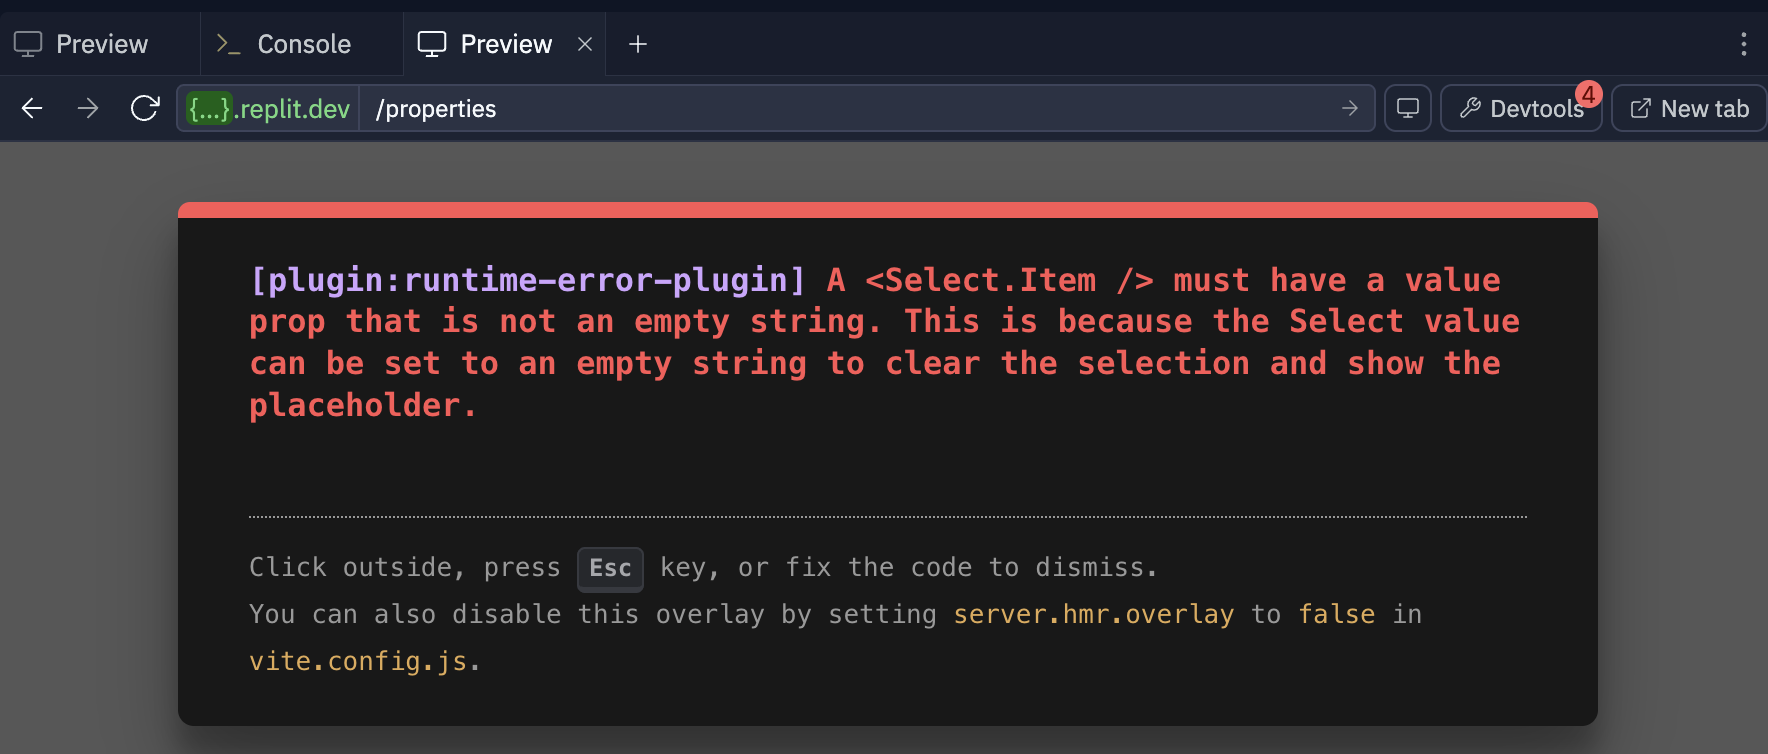 Preview
Console
Preview
{...}.replit.dev /properties
Devtools 4
New tab
[plugin:runtime-error-plugin] A <Select.Item /> must have a value
prop that is not an empty string. This is because the Select value
can be set to an empty string to clear the selection and show the
placeholder.
Click outside, press Esc key, or fix the code to dismiss.
You can also disable this overlay by setting server.hmr.overlay to false in
vite.config.js.